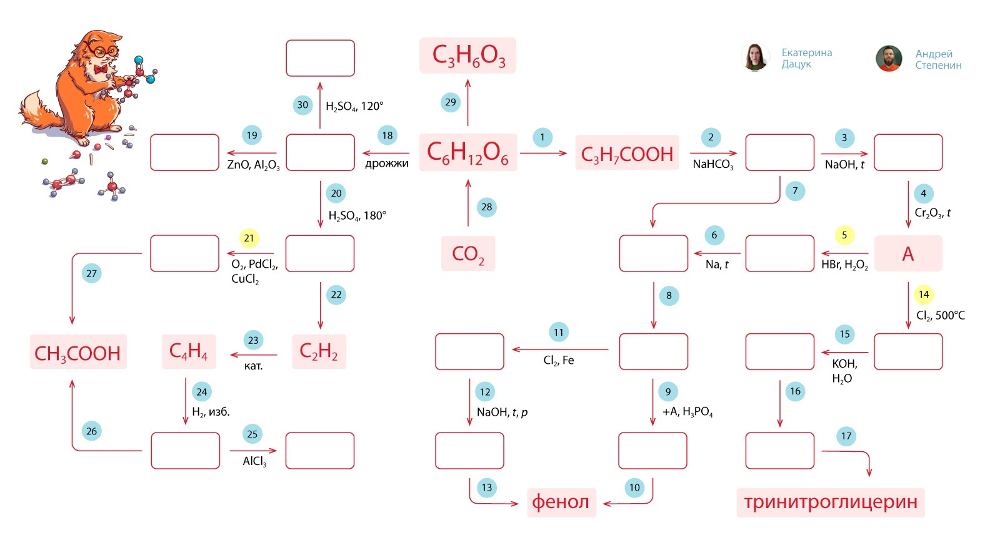 C₃H₆O₃
Екатерина
Дацук
Андрей
Степенин
30
H₂SO₄, 120°
29
19
ZnO, Al₂O₃
18
дрожжи
C₆H₁₂O₆
1
C₃H₇COOH
2
NaHCO₃
3
NaOH, t
20
H₂SO₄, 180°
28
7
4
Cr₂O₃, t
21
O₂, PdCl₂,
CuCl₂
CO₂
6
Na, t
5
HBr, H₂O₂
A
27
22
8
14
Cl₂, 500°C
CH₃COOH
C₄H₄
23
кат.
C₂H₂
11
Cl₂, Fe
15
KOH,
H₂O
24
H₂, изб.
12
NaOH, t, p
9
+A, H₃PO₄
16
26
25
AlCl₃
17
13
фенол
10
тринитроглицерин